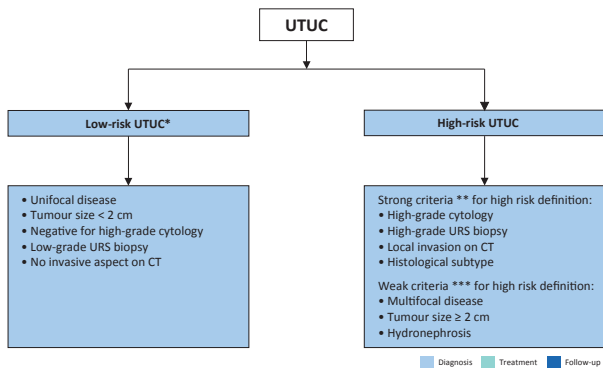 UTUC
Low-risk UTUC*
High-risk UTUC
• Unifocal disease
• Tumour size < 2 cm
• Negative for high-grade cytology
• Low-grade URS biopsy
• No invasive aspect on CT
Strong criteria ** for high risk definition:
• High-grade cytology
• High-grade URS biopsy
• Local invasion on CT
• Histological subtype
Weak criteria *** for high risk definition:
• Multifocal disease
• Tumour size ≥ 2 cm
• Hydronephrosis
Diagnosis
Treatment
Follow-up